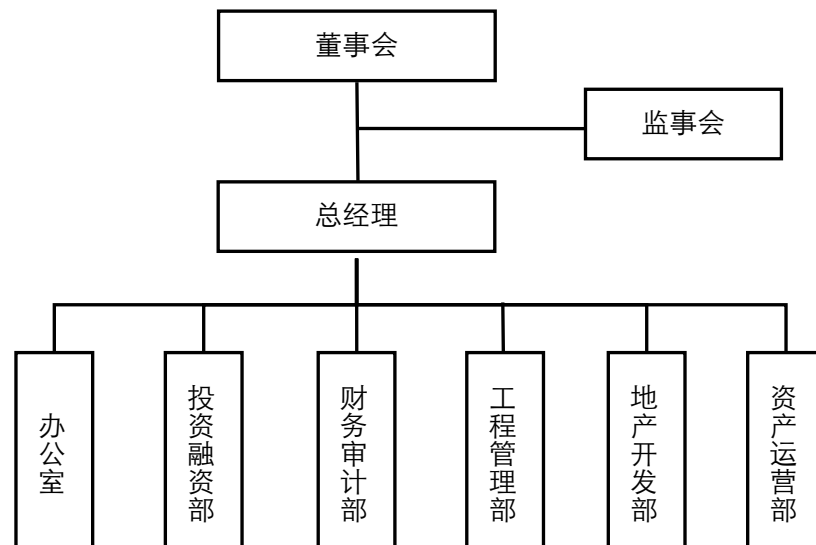 董事会
监事会
总经理
办公室
投资融资部
财务审计部
工程管理部
地产开发部
资产运营部